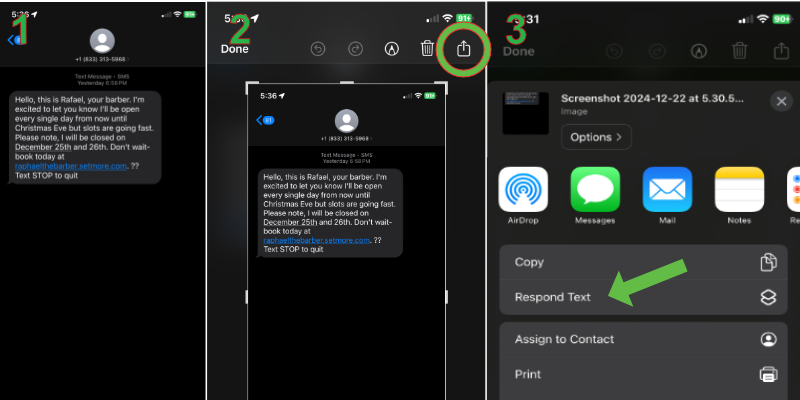 1
+1 (833) 313-5968
Text Message - SMS
Yesterday 6:58 PM
Hello, this is Rafael, your barber. I'm
excited to let you know I'll be open
every single day from now until
Christmas Eve but slots are going fast.
Please note, I will be closed on
December 25th and 26th. Don't wait-
book today at
raphaelthebarber.setmore.com. ??
Text STOP to quit
2
91+
Done
5:36
81
+1 (833) 313-5968
Text Message - SMS
Yesterday 6:58 PM
Hello, this is Rafael, your barber. I'm
excited to let you know I'll be open
every single day from now until
Christmas Eve but slots are going fast.
Please note, I will be closed on
December 25th and 26th. Don't wait-
book today at
raphaelthebarber.setmore.com. ??
Text STOP to quit
3
:31
90+
Done
Screenshot 2024-12-22 at 5.30.5...
Image
Options
AirDrop
Messages
Mail
Notes
Re
Copy
Respond Text
Assign to Contact
Print